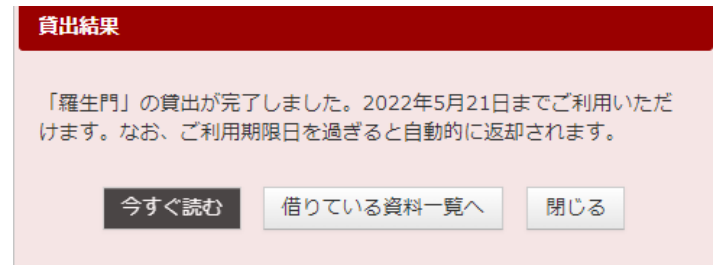 貸出結果
「羅生門」の貸出が完了しました。2022年5月21日までご利用いただ
けます。なお、ご利用期限日を過ぎると自動的に返却されます。
今すぐ読む 借りている資料一覧へ 閉じる